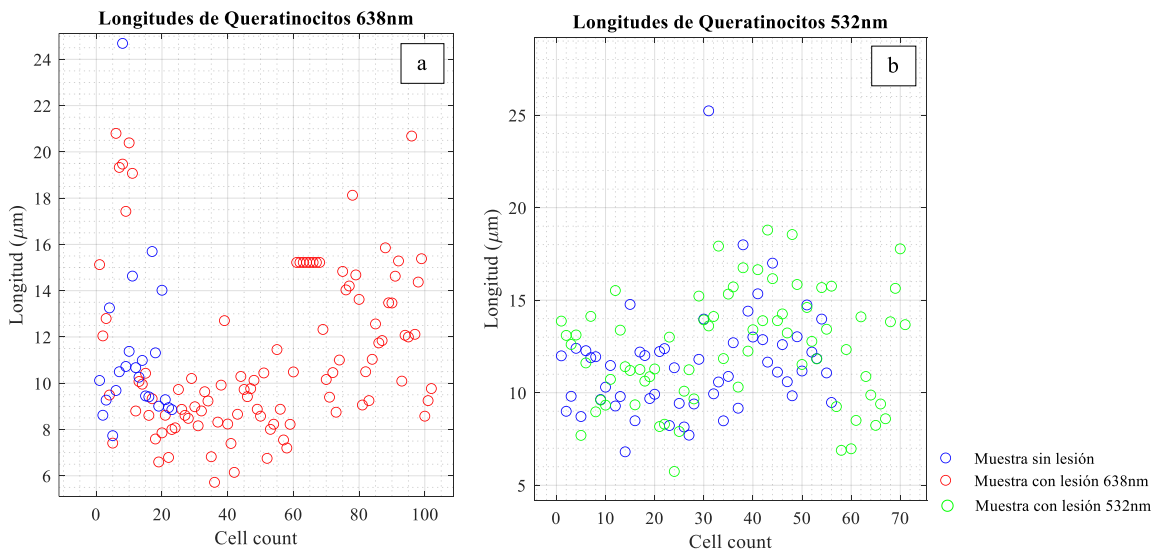 Longitudes de Queratinocitos 638nm
a
24
22
20
18
16
14
12
10
8
6
Longitud (μm)
0 20 40 60 80 100
Cell count
Longitudes de Queratinocitos 532nm
b
25
20
15
10
5
Longitud (μm)
0 10 20 30 40 50 60 70
Cell count
Muestra sin lesión
Muestra con lesión 638nm
Muestra con lesión 532nm